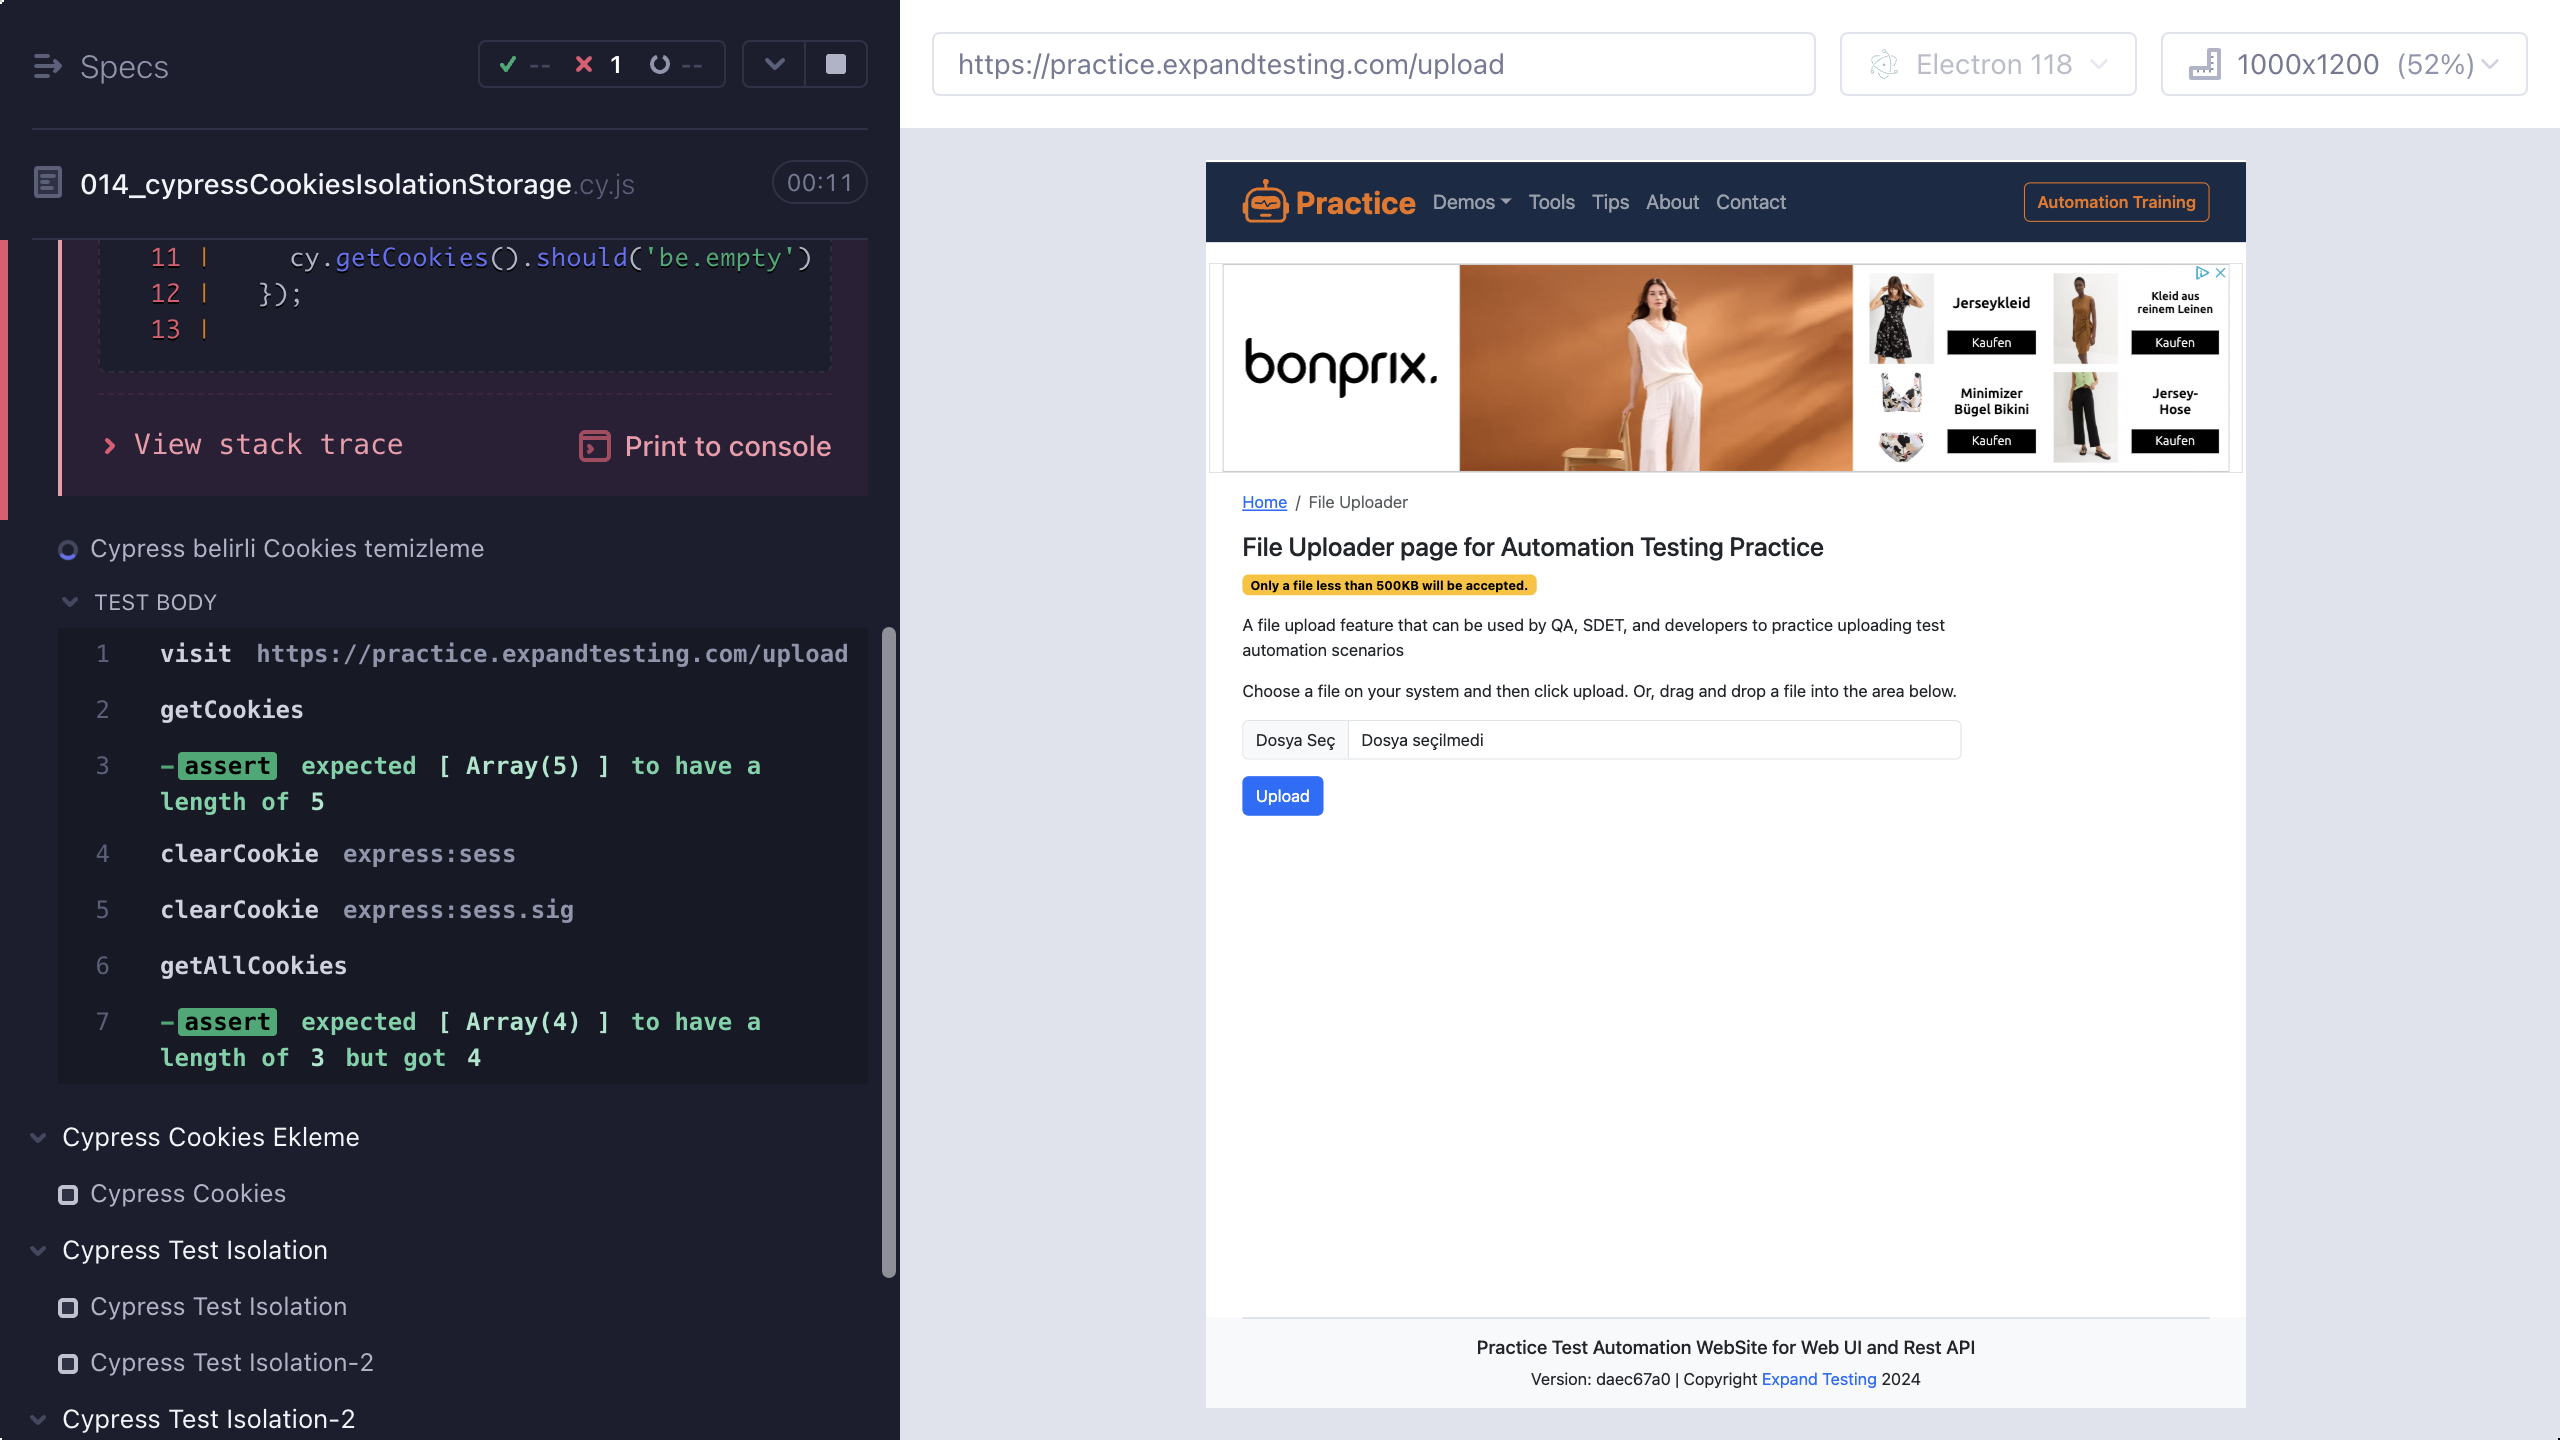 Specs
-- 1 --
014_cypressCookiesIsolationStorage.cy.js
00:11
11 | cy.getCookies().should('be.empty')
12 | });
13 |
View stack trace
Print to console
Cypress belirli Cookies temizleme
TEST BODY
1 visit https://practice.expandtesting.com/upload
2 getCookies
3 -assert expected [ Array(5) ] to have a
length of 5
4 clearCookie express:sess
5 clearCookie express:sess.sig
6 getAllCookies
7 -assert expected [ Array(4) ] to have a
length of 3 but got 4
Cypress Cookies Ekleme
Cypress Cookies
Cypress Test Isolation
Cypress Test Isolation
Cypress Test Isolation-2
Cypress Test Isolation-2
https://practice.expandtesting.com/upload
Electron 118
1000x1200 (52%)
Practice Demos Tools Tips About Contact
Automation Training
bonprix.
Jerseykleid
Kaufen
Kleid aus
reinem Leinen
Kaufen
Minimizer
Bügel Bikini
Kaufen
Jersey-
Hose
Kaufen
Home / File Uploader
File Uploader page for Automation Testing Practice
Only a file less than 500KB will be accepted.
A file upload feature that can be used by QA, SDET, and developers to practice uploading test
automation scenarios
Choose a file on your system and then click upload. Or, drag and drop a file into the area below.
Dosya Seç Dosya seçilmedi
Upload
Practice Test Automation WebSite for Web UI and Rest API
Version: daec67a0 | Copyright Expand Testing 2024